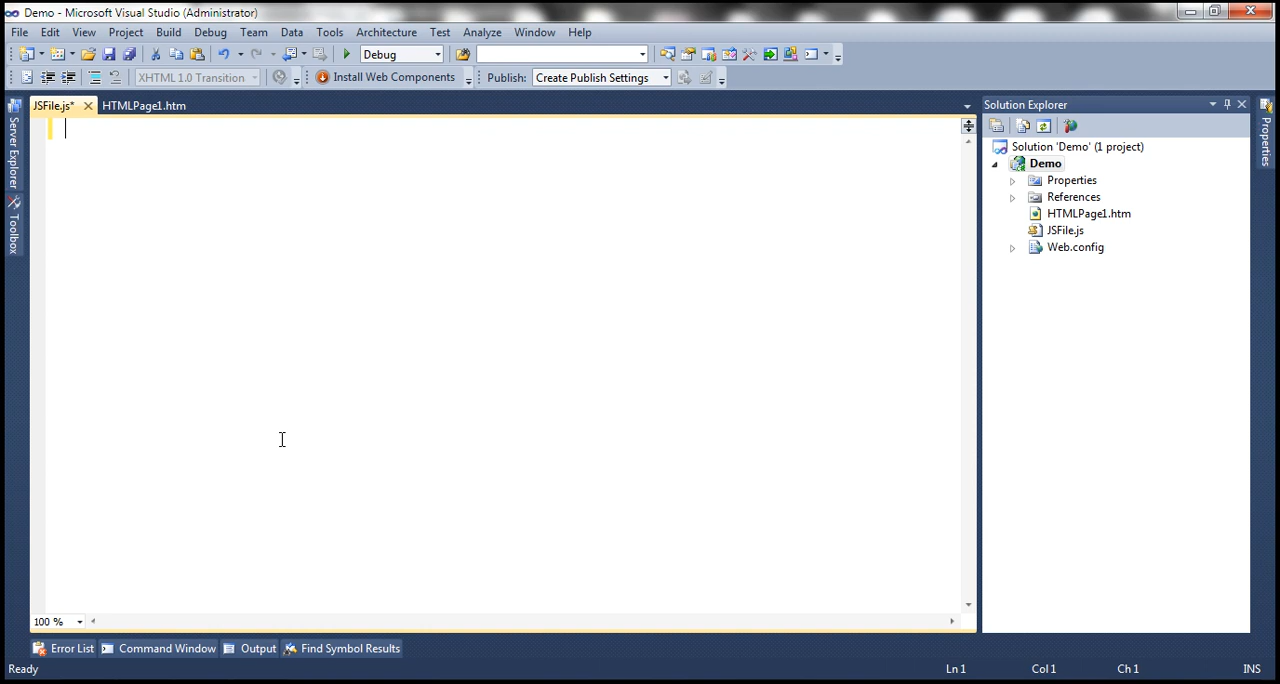 Demo - Microsoft Visual Studio (Administrator)
File Edit View Project Build Debug Team Data Tools Architecture Test Analyze Window Help
Debug
XHTML 1.0 Transition Install Web Components Publish: Create Publish Settings
JSFile.js* HTMLPage1.htm
Solution Explorer
Server Explorer
Toolbox
Properties
Solution 'Demo' (1 project)
Demo
Properties
References
HTMLPage1.htm
JSFile.js
Web.config
100 %
Error List Command Window Output Find Symbol Results
Ready Ln 1 Col 1 Ch 1 INS